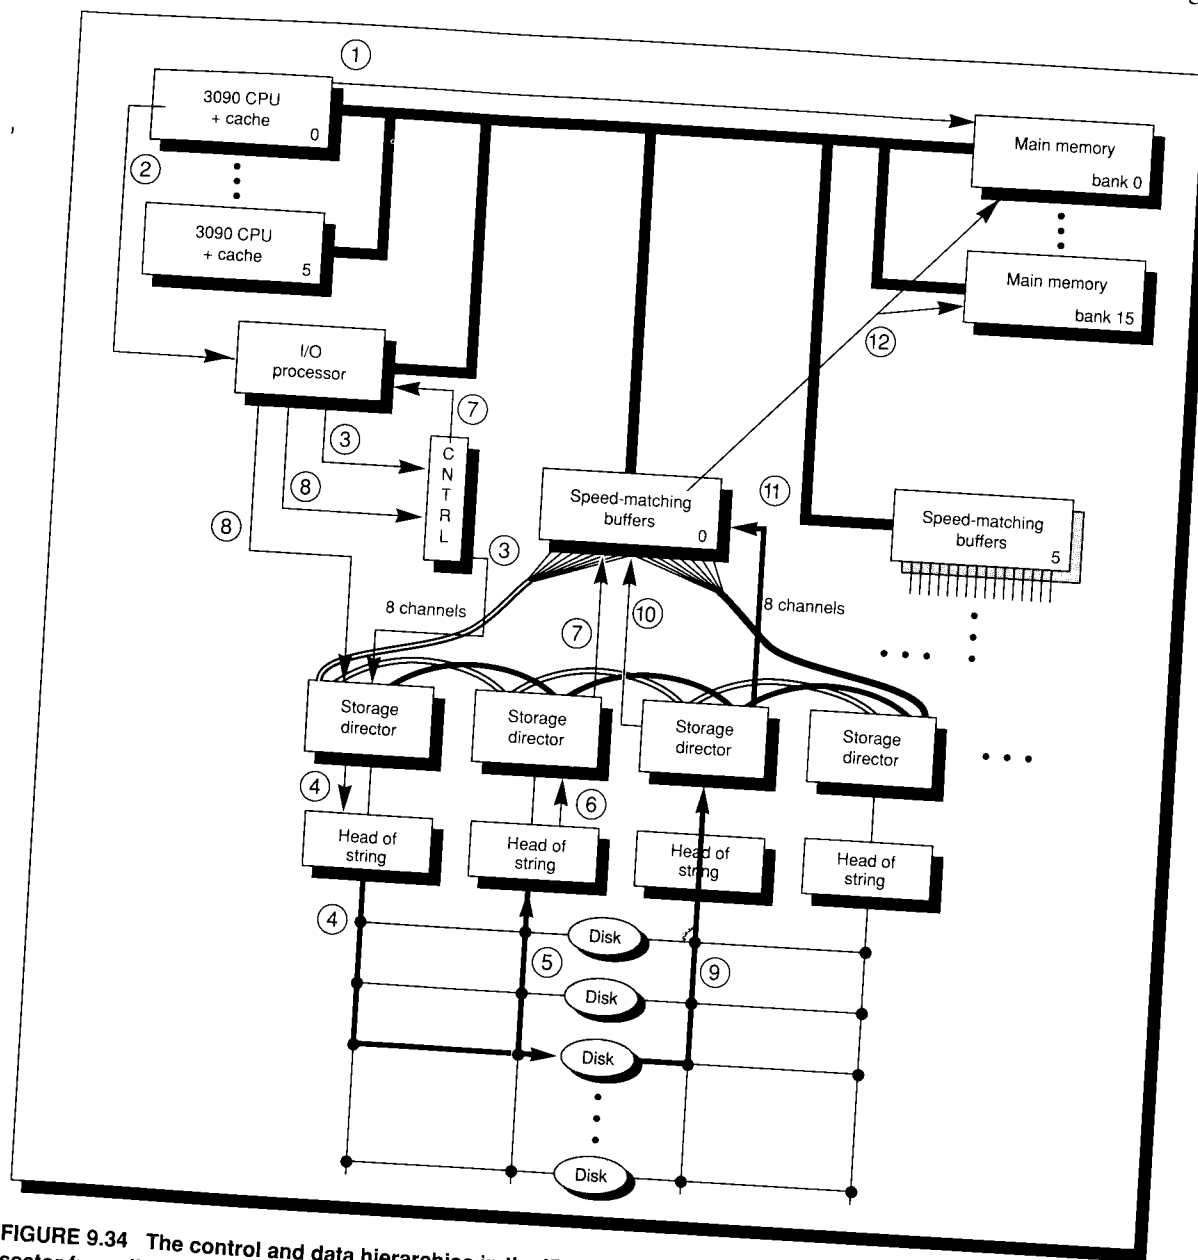 1
3090 CPU
+ cache
0
Main memory
bank 0
2
3090 CPU
+ cache
5
Main memory
bank 15
12
I/O
processor
7
3
C
N
T
R
L
8
8
3
Speed-matching
buffers
0
11
Speed-matching
buffers
5
8 channels
7
10
8 channels
Storage
director
Storage
director
Storage
director
Storage
director
4
6
Head of
string
Head of
string
Head of
string
Head of
string
4
5
9
Disk
Disk
Disk
Disk
FIGURE 9.34 The control and data hierarchies in the